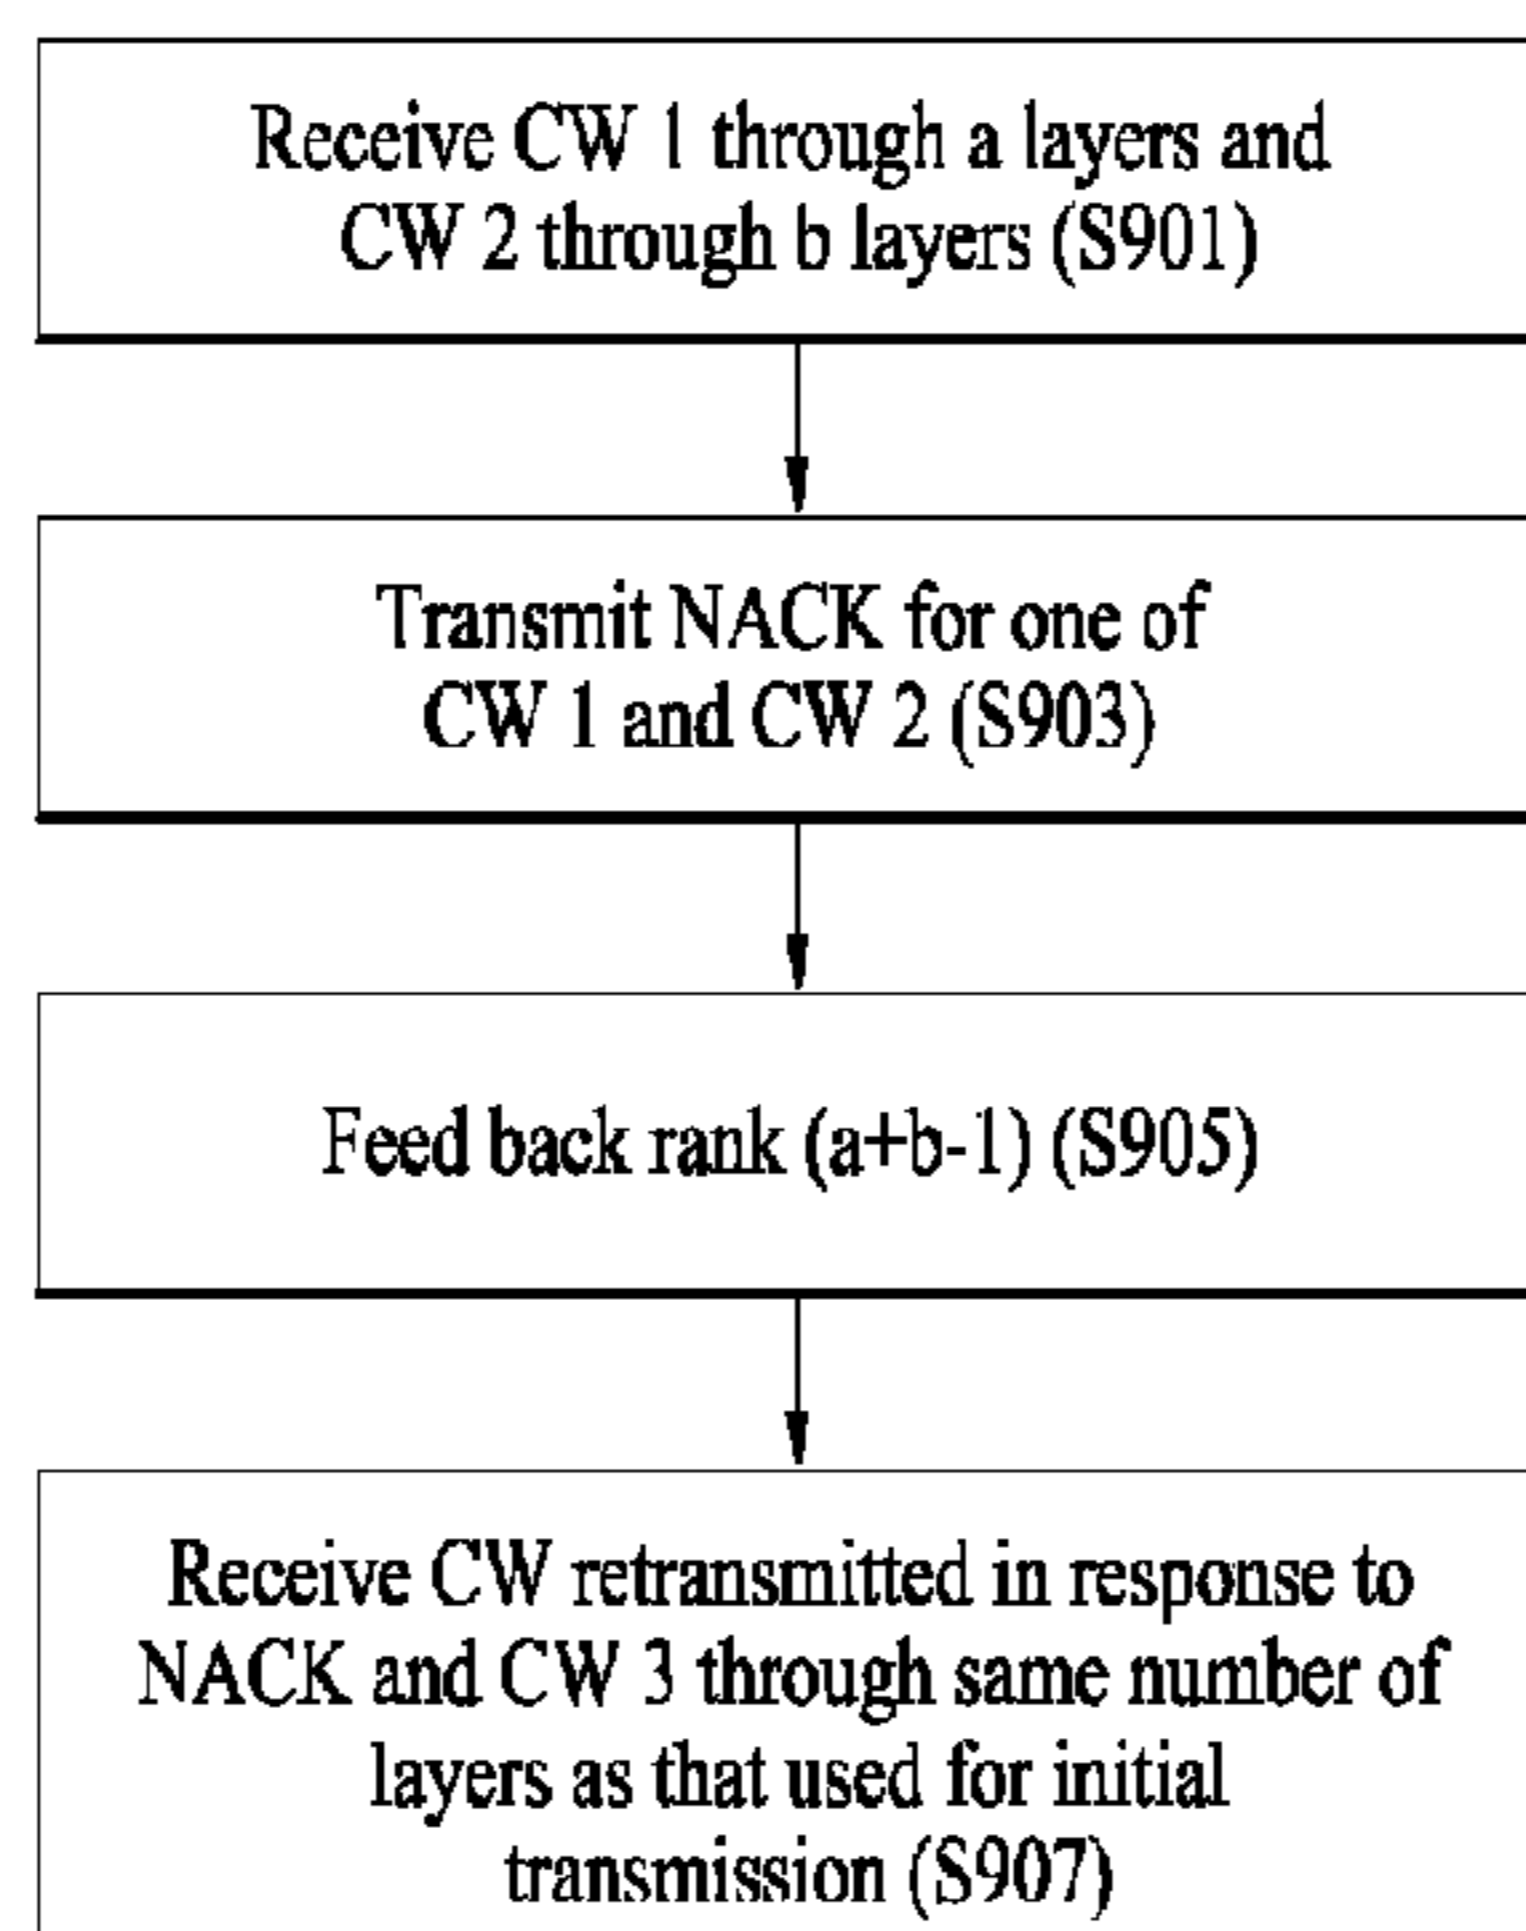 Receive CW 1 through a layers and
CW 2 through b layers (S901)
Transmit NACK for one of
CW 1 and CW 2 (S903)
Feed back rank (a+b-1) (S905)
Receive CW retransmitted in response to
NACK and CW 3 through same number of
layers as that used for initial
transmission (S907)